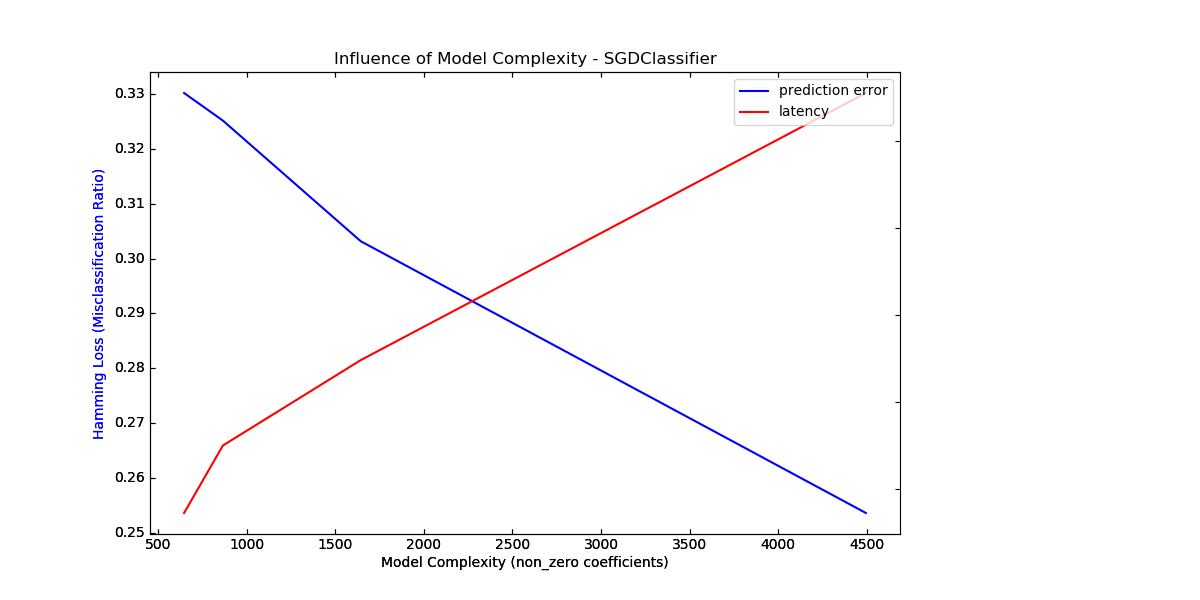 Influence of Model Complexity - SGDClassifier
prediction error
latency
Hamming Loss (Misclassification Ratio)
0.33
0.32
0.31
0.30
0.29
0.28
0.27
0.26
0.25
500 1000 1500 2000 2500 3000 3500 4000 4500
Model Complexity (non_zero coefficients)